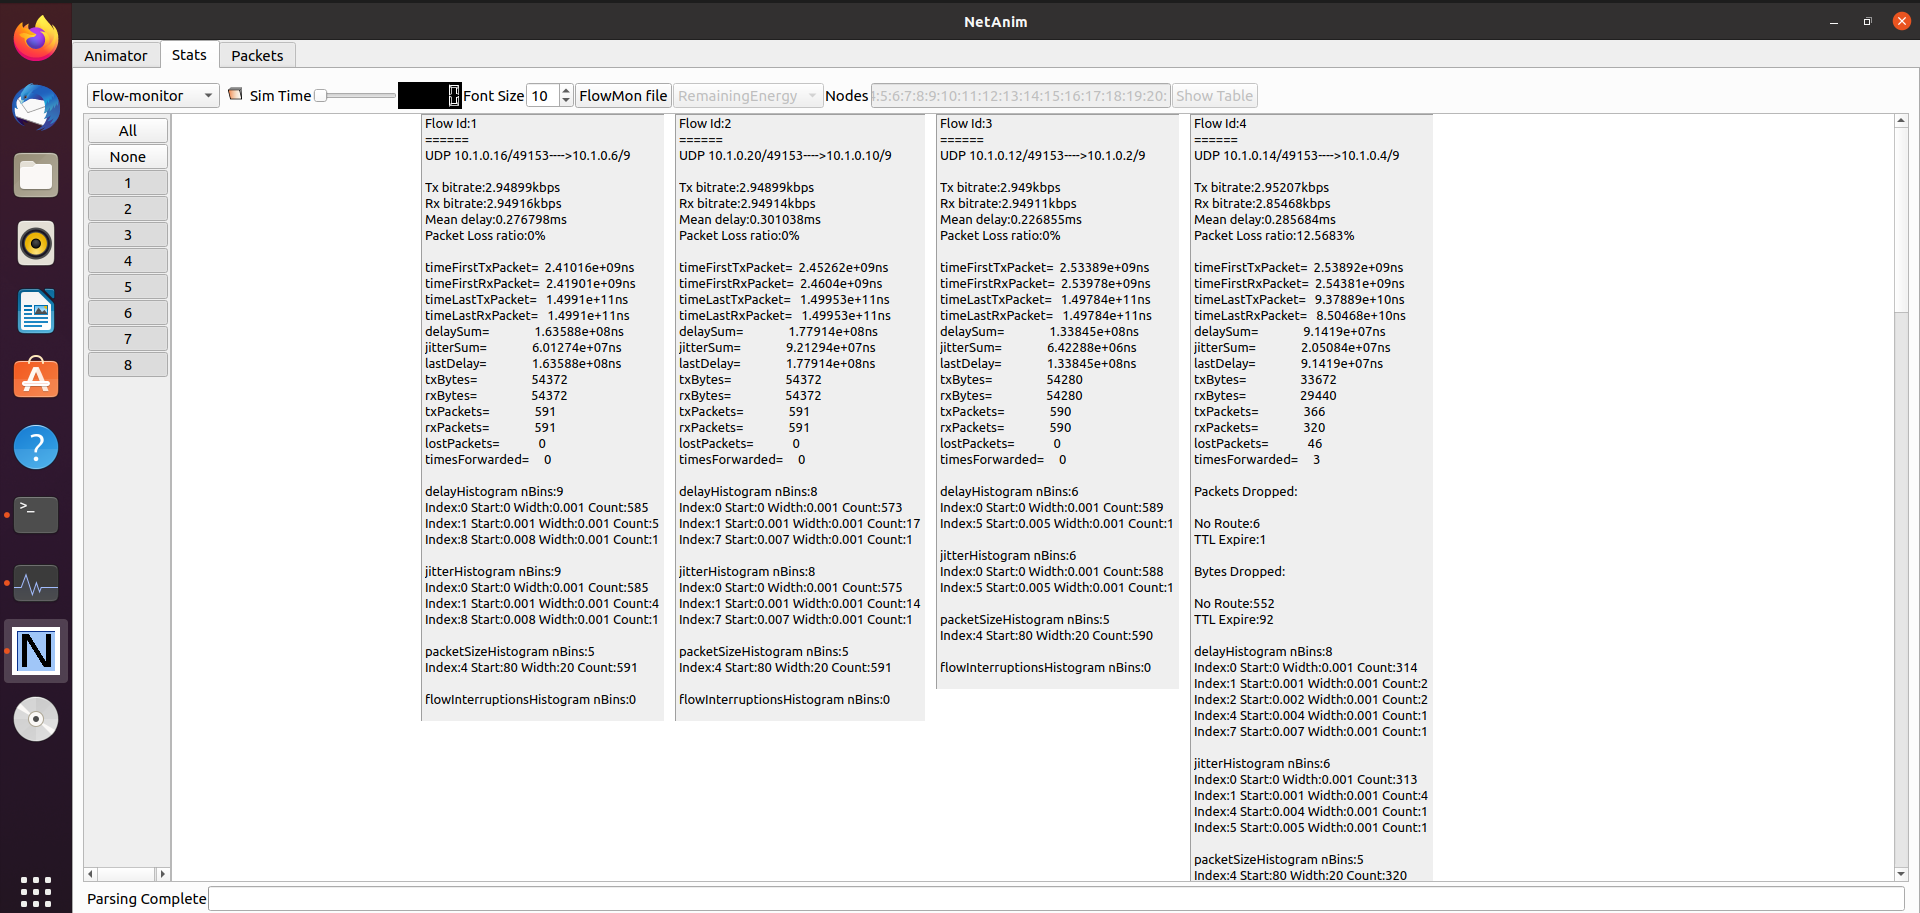 NetAnim
Animator Stats Packets
Flow-monitor Sim Time 0 Font Size 10 FlowMon file RemainingEnergy Nodes :5:6:7:8:9:10:11:12:13:14:15:16:17:18:19:20: Show Table
All
None
1
2
3
4
5
6
7
8
Flow Id:1
======
UDP 10.1.0.16/49153---->10.1.0.6/9
Tx bitrate:2.94899kbps
Rx bitrate:2.94916kbps
Mean delay:0.276798ms
Packet Loss ratio:0%
timeFirstTxPacket= 2.41016e+09ns
timeFirstRxPacket= 2.41901e+09ns
timeLastTxPacket= 1.4991e+11ns
timeLastRxPacket= 1.4991e+11ns
delaySum= 1.63588e+08ns
jitterSum= 6.01274e+07ns
lastDelay= 1.63588e+08ns
txBytes= 54372
rxBytes= 54372
txPackets= 591
rxPackets= 591
lostPackets= 0
timesForwarded= 0
delayHistogram nBins:9
Index:0 Start:0 Width:0.001 Count:585
Index:1 Start:0.001 Width:0.001 Count:5
Index:8 Start:0.008 Width:0.001 Count:1
jitterHistogram nBins:9
Index:0 Start:0 Width:0.001 Count:585
Index:1 Start:0.001 Width:0.001 Count:4
Index:8 Start:0.008 Width:0.001 Count:1
packetSizeHistogram nBins:5
Index:4 Start:80 Width:20 Count:591
flowInterruptionsHistogram nBins:0
Flow Id:2
======
UDP 10.1.0.20/49153---->10.1.0.10/9
Tx bitrate:2.94899kbps
Rx bitrate:2.94914kbps
Mean delay:0.301038ms
Packet Loss ratio:0%
timeFirstTxPacket= 2.45262e+09ns
timeFirstRxPacket= 2.4604e+09ns
timeLastTxPacket= 1.49953e+11ns
timeLastRxPacket= 1.49953e+11ns
delaySum= 1.77914e+08ns
jitterSum= 9.21294e+07ns
lastDelay= 1.77914e+08ns
txBytes= 54372
rxBytes= 54372
txPackets= 591
rxPackets= 591
lostPackets= 0
timesForwarded= 0
delayHistogram nBins:8
Index:0 Start:0 Width:0.001 Count:573
Index:1 Start:0.001 Width:0.001 Count:17
Index:7 Start:0.007 Width:0.001 Count:1
jitterHistogram nBins:8
Index:0 Start:0 Width:0.001 Count:575
Index:1 Start:0.001 Width:0.001 Count:14
Index:7 Start:0.007 Width:0.001 Count:1
packetSizeHistogram nBins:5
Index:4 Start:80 Width:20 Count:591
flowInterruptionsHistogram nBins:0
Flow Id:3
======
UDP 10.1.0.12/49153---->10.1.0.2/9
Tx bitrate:2.949kbps
Rx bitrate:2.94911kbps
Mean delay:0.226855ms
Packet Loss ratio:0%
timeFirstTxPacket= 2.53389e+09ns
timeFirstRxPacket= 2.53978e+09ns
timeLastTxPacket= 1.49784e+11ns
timeLastRxPacket= 1.49784e+11ns
delaySum= 1.33845e+08ns
jitterSum= 6.42288e+06ns
lastDelay= 1.33845e+08ns
txBytes= 54280
rxBytes= 54280
txPackets= 590
rxPackets= 590
lostPackets= 0
timesForwarded= 0
delayHistogram nBins:6
Index:0 Start:0 Width:0.001 Count:589
Index:5 Start:0.005 Width:0.001 Count:1
jitterHistogram nBins:6
Index:0 Start:0 Width:0.001 Count:588
Index:5 Start:0.005 Width:0.001 Count:1
packetSizeHistogram nBins:5
Index:4 Start:80 Width:20 Count:590
flowInterruptionsHistogram nBins:0
Flow Id:4
======
UDP 10.1.0.14/49153---->10.1.0.4/9
Tx bitrate:2.95207kbps
Rx bitrate:2.85468kbps
Mean delay:0.285684ms
Packet Loss ratio:12.5683%
timeFirstTxPacket= 2.53892e+09ns
timeFirstRxPacket= 2.54381e+09ns
timeLastTxPacket= 9.37889e+10ns
timeLastRxPacket= 8.50468e+10ns
delaySum= 9.1419e+07ns
jitterSum= 2.05084e+07ns
lastDelay= 9.1419e+07ns
txBytes= 33672
rxBytes= 29440
txPackets= 366
rxPackets= 320
lostPackets= 46
timesForwarded= 3
Packets Dropped:
No Route:6
TTL Expire:1
Bytes Dropped:
No Route:552
TTL Expire:92
delayHistogram nBins:8
Index:0 Start:0 Width:0.001 Count:314
Index:1 Start:0.001 Width:0.001 Count:2
Index:2 Start:0.002 Width:0.001 Count:2
Index:4 Start:0.004 Width:0.001 Count:1
Index:7 Start:0.007 Width:0.001 Count:1
jitterHistogram nBins:6
Index:0 Start:0 Width:0.001 Count:313
Index:1 Start:0.001 Width:0.001 Count:4
Index:4 Start:0.004 Width:0.001 Count:1
Index:5 Start:0.005 Width:0.001 Count:1
packetSizeHistogram nBins:5
Index:4 Start:80 Width:20 Count:320
Parsing Complete